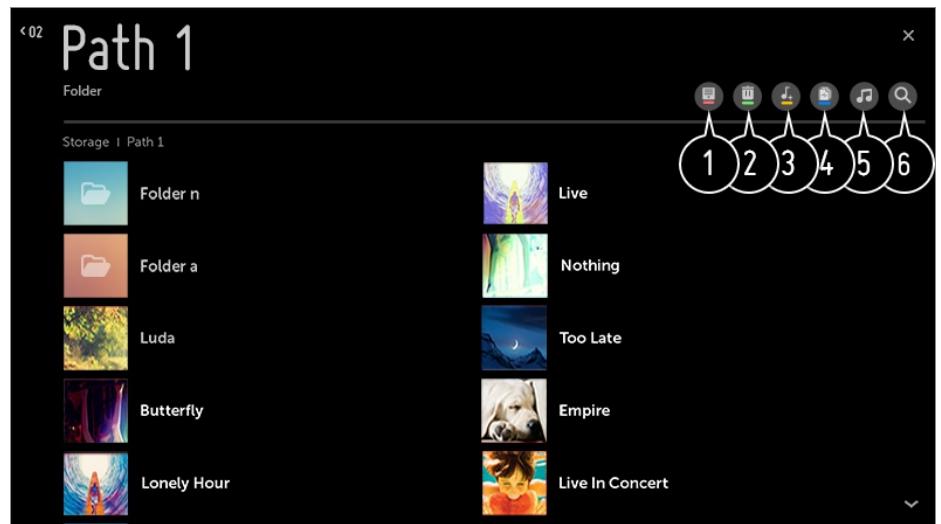 < 02
Path 1
Folder
1
2
3
4
5
6
Storage I Path 1
Folder n
Folder a
Luda
Butterfly
Lonely Hour
Live
Nothing
Too Late
Empire
Live In Concert